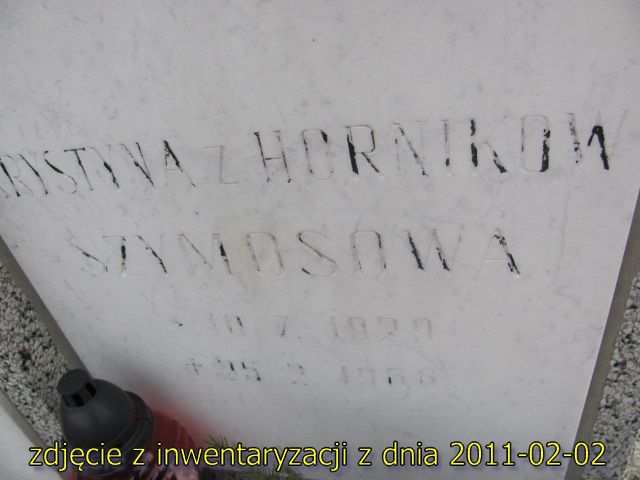 RYSTYNA z HORNIKÓW
SZYMOSOWA
10.7.1929
+ 25.2.1966
zdjęcie z inwentaryzacji z dnia 2011-02-02